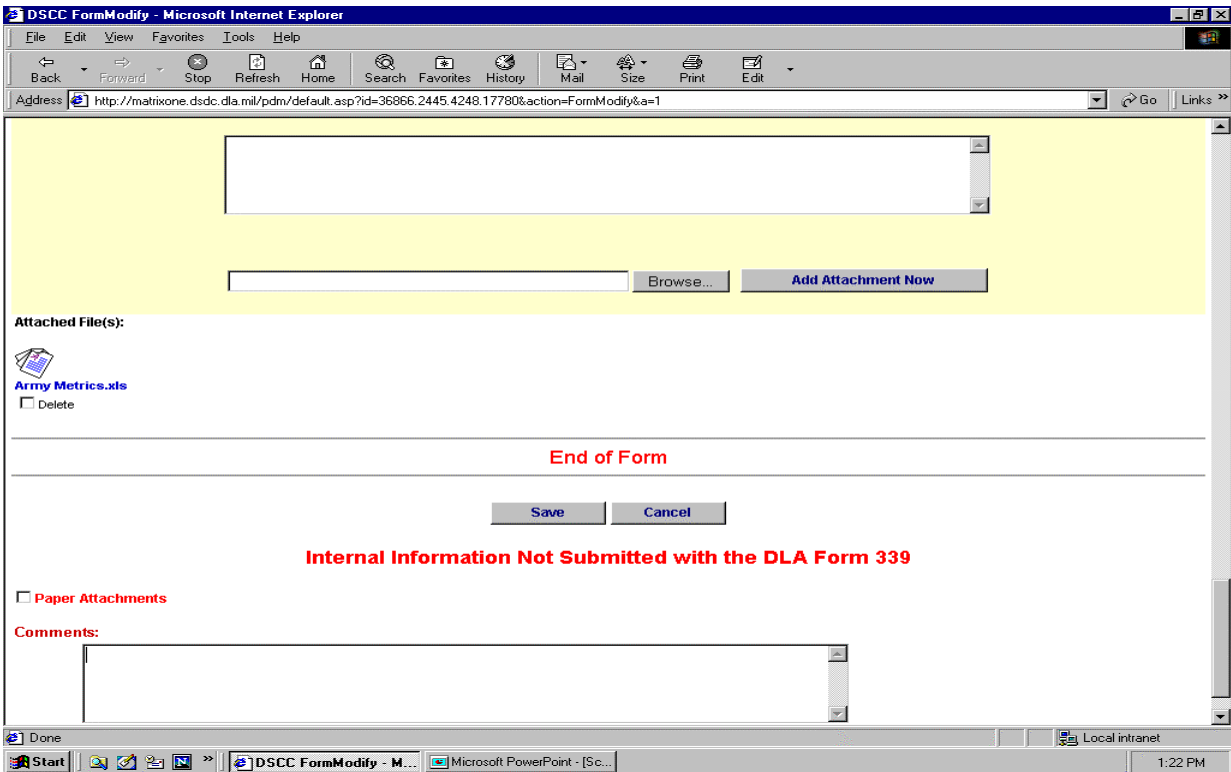 DSCC FormModify - Microsoft Internet Explorer
File Edit View Favorites Tools Help
Back Forward Stop Refresh Home Search Favorites History Mail Size Print Edit
Address http://matrixone.dsdc.dla.mil/pdm/default.asp?id=36866.2445.4248.17780&action=FormModify&a=1 Go Links »
Browse... Add Attachment Now
Attached File(s):
Army Metrics.xls
Delete
End of Form
Save Cancel
Internal Information Not Submitted with the DLA Form 339
Paper Attachments
Comments:
Done Local intranet
Start » DSCC FormModify - M... Microsoft PowerPoint - [Sc... 1:22 PM